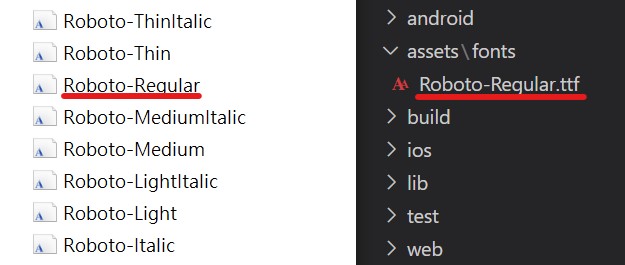 Roboto-ThinItalic
Roboto-Thin
Roboto-Regular
Roboto-MediumItalic
Roboto-Medium
Roboto-LightItalic
Roboto-Light
Roboto-Italic
android
assets\fonts
Roboto-Regular.ttf
build
ios
lib
test
web